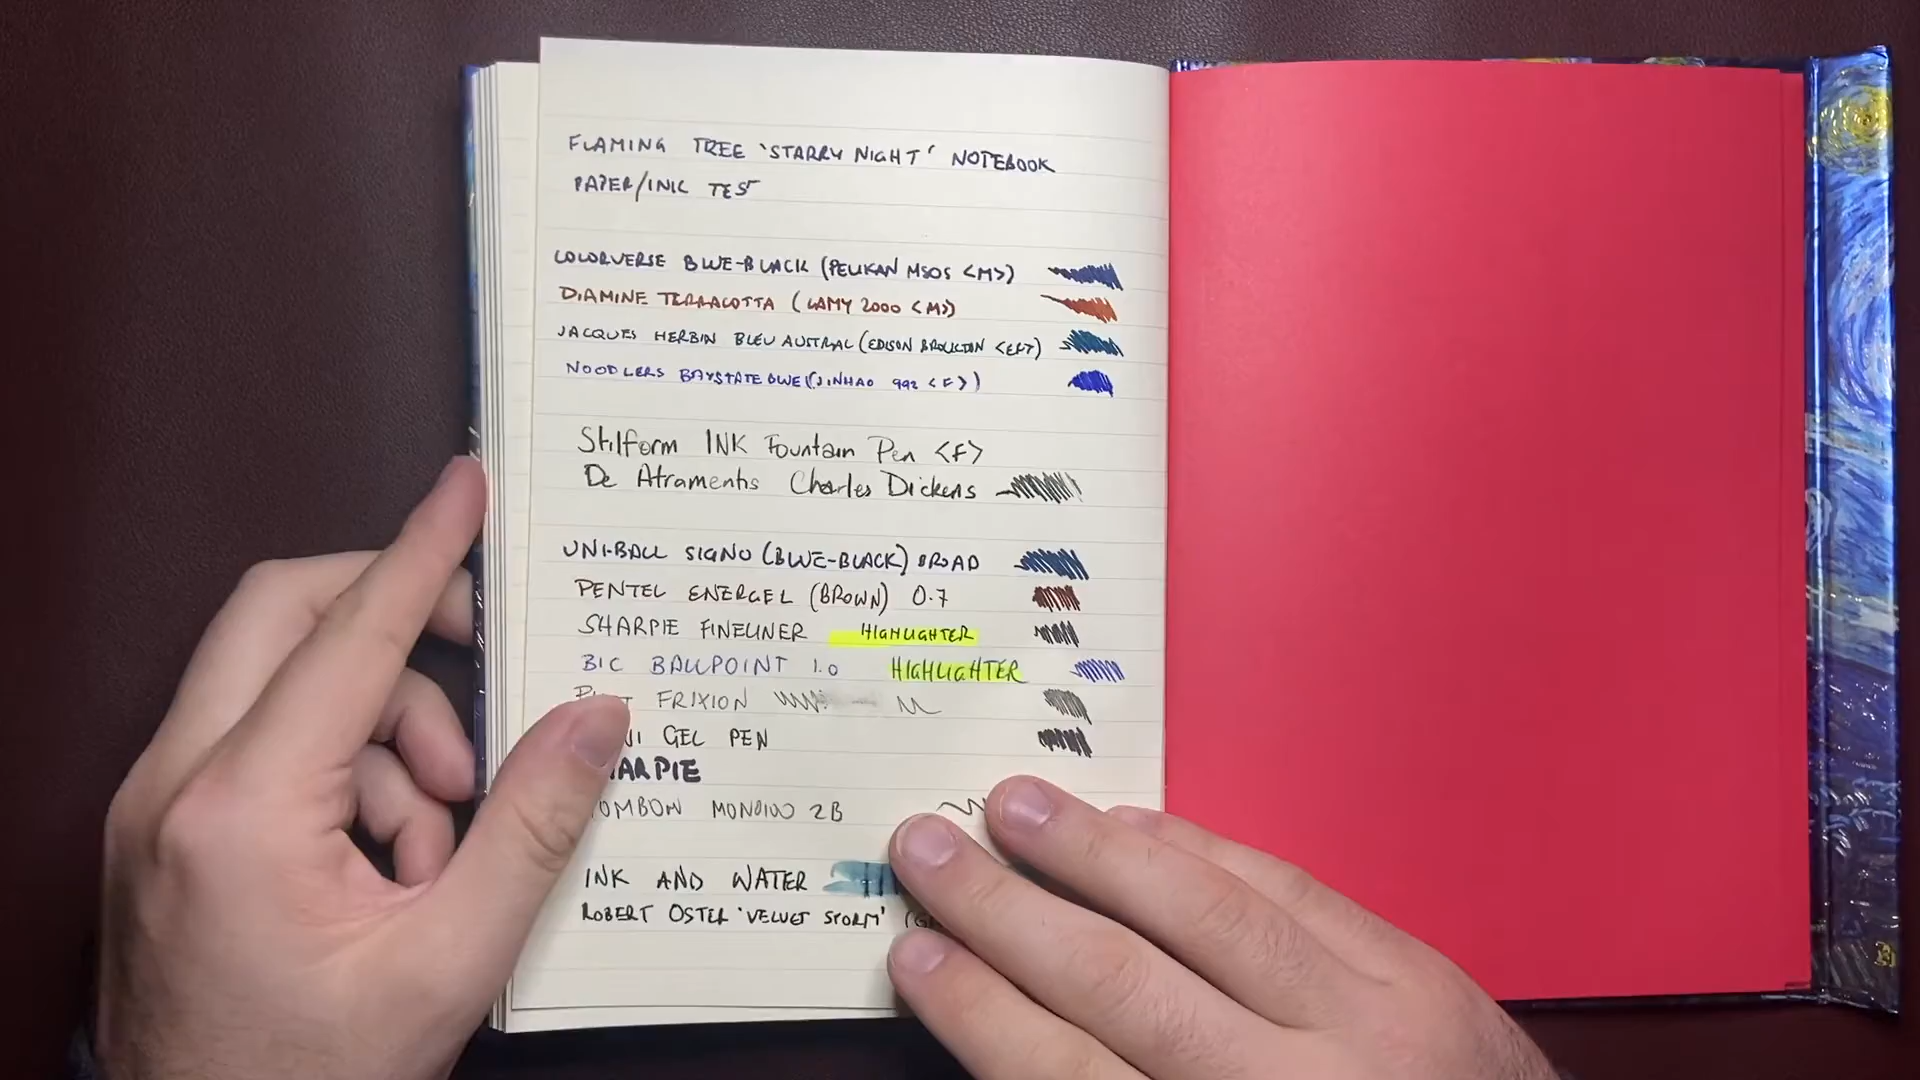 FLAMING TREE 'STARRY NIGHT' NOTEBOOK
PAPER/INK TEST
COLORVERSE BLUE-BLACK (PELIKAN M805 <M>)
DIAMINE TERRACOTTA (LAMY 2000 <M>)
JACQUES HERBIN BLEU AUSTRAL (EDISON BROCKTON <EF>)
NOODLERS BAYSTATE BLUE (JINHAO 992 <F>)
Stilform INK Fountain Pen <F>
De Atramentis Charles Dickens
UNI-BALL SIGNO (BLUE-BLACK) BROAD
PENTEL ENERGEL (BROWN) 0.7
SHARPIE FINELINER HIGHLIGHTER
BIC BALLPOINT 1.0 HIGHLIGHTER
FRIXION
GEL PEN
ARPIE
OMBOW MONO100 2B
INK AND WATER
ROBERT OSTER 'VELVET STORM'